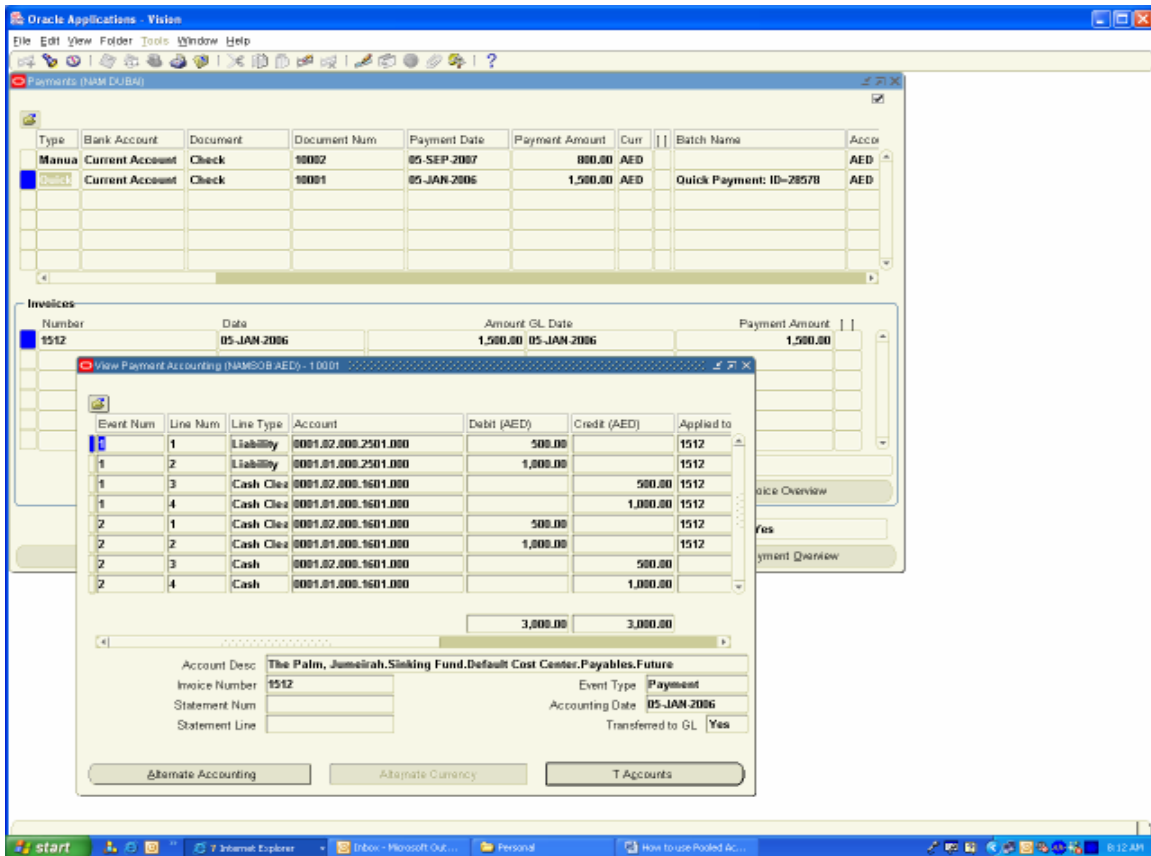 Oracle Applications - Vision
File Edit View Folder Tools Window Help
Payments (NAM DUBAI)
Type Bank Account Document Document Num Payment Date Payment Amount Curr [ ] Batch Name Accou
Manua Current Account Check 10002 05-SEP-2007 800.00 AED AED
Quick Current Account Check 10001 05-JAN-2006 1,500.00 AED Quick Payment: ID=28578 AED
Invoices
Number Date Amount GL Date Payment Amount [ ]
1512 05-JAN-2006 1,500.00 05-JAN-2006 1,500.00
View Payment Accounting (NAMSOB:AED) - 10001
Event Num Line Num Line Type Account Debit (AED) Credit (AED) Applied to
1 1 Liability 0001.02.000.2501.000 500.00 1512
1 2 Liability 0001.01.000.2501.000 1,000.00 1512
1 3 Cash Clea 0001.02.000.1601.000 500.00 1512
1 4 Cash Clea 0001.01.000.1601.000 1,000.00 1512
2 1 Cash Clea 0001.02.000.1601.000 500.00 1512
2 2 Cash Clea 0001.01.000.1601.000 1,000.00 1512
2 3 Cash 0001.02.000.1601.000 500.00
2 4 Cash 0001.01.000.1601.000 1,000.00
3,000.00 3,000.00
oice Overview
Yes
yment Overview
Account Desc The Palm, Jumeirah.Sinking Fund.Default Cost Center.Payables.Future
Invoice Number 1512 Event Type Payment
Statement Num Accounting Date 05-JAN-2006
Statement Line Transferred to GL Yes
Alternate Accounting Alternate Currency T Accounts
start 7 Internet Explorer Inbox - Microsoft Out... Personal How to use Pooled Ac... 8:12 AM